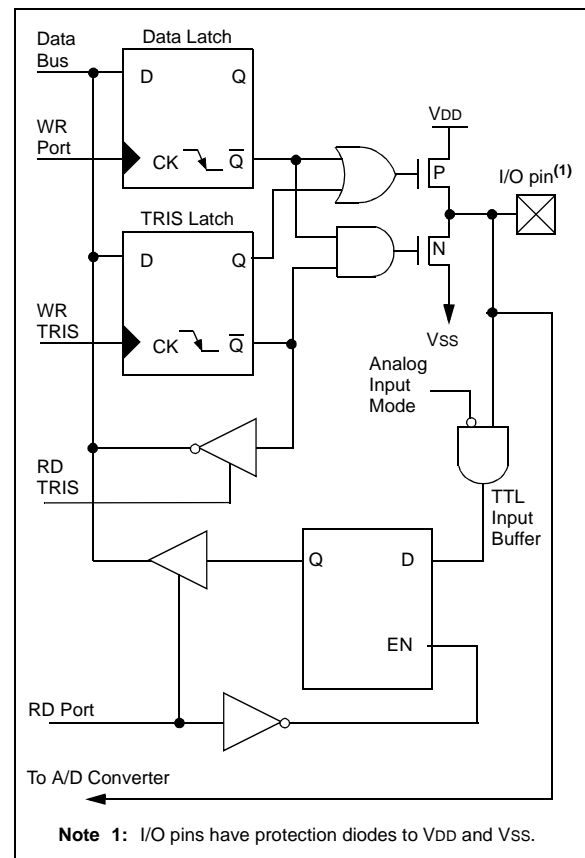 Data Latch
Data
Bus
D
Q
WR
Port
CK
Q
VDD
P
I/O pin(1)
TRIS Latch
D
Q
N
WR
TRIS
CK
Q
VSS
Analog
Input
Mode
RD
TRIS
TTL
Input
Buffer
Q
D
EN
RD Port
To A/D Converter
Note 1: I/O pins have protection diodes to VDD and VSS.